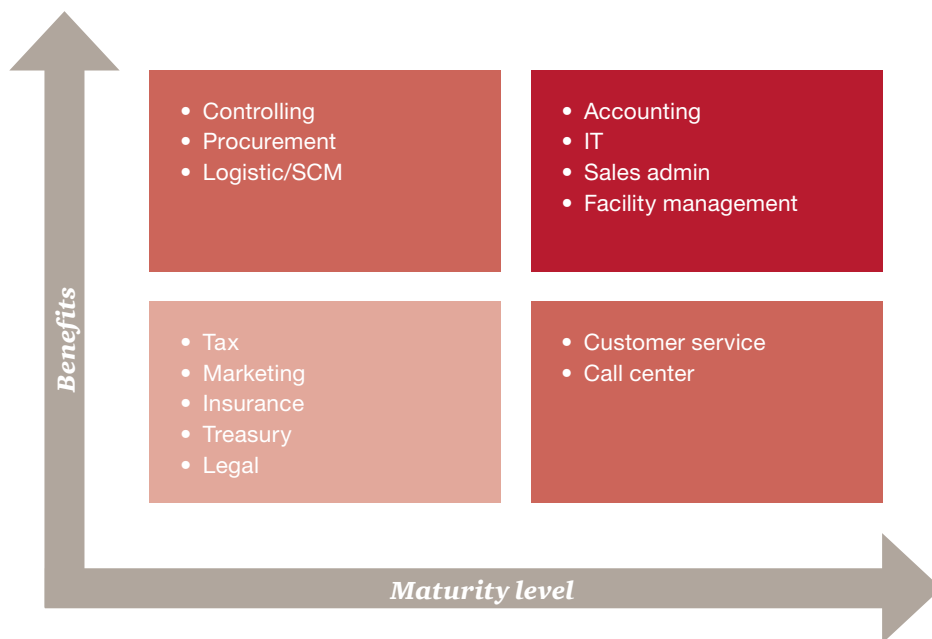 • Controlling
• Procurement
• Logistic/SCM
• Accounting
• IT
• Sales admin
• Facility management
Benefits
• Tax
• Marketing
• Insurance
• Treasury
• Legal
• Customer service
• Call center
Maturity level